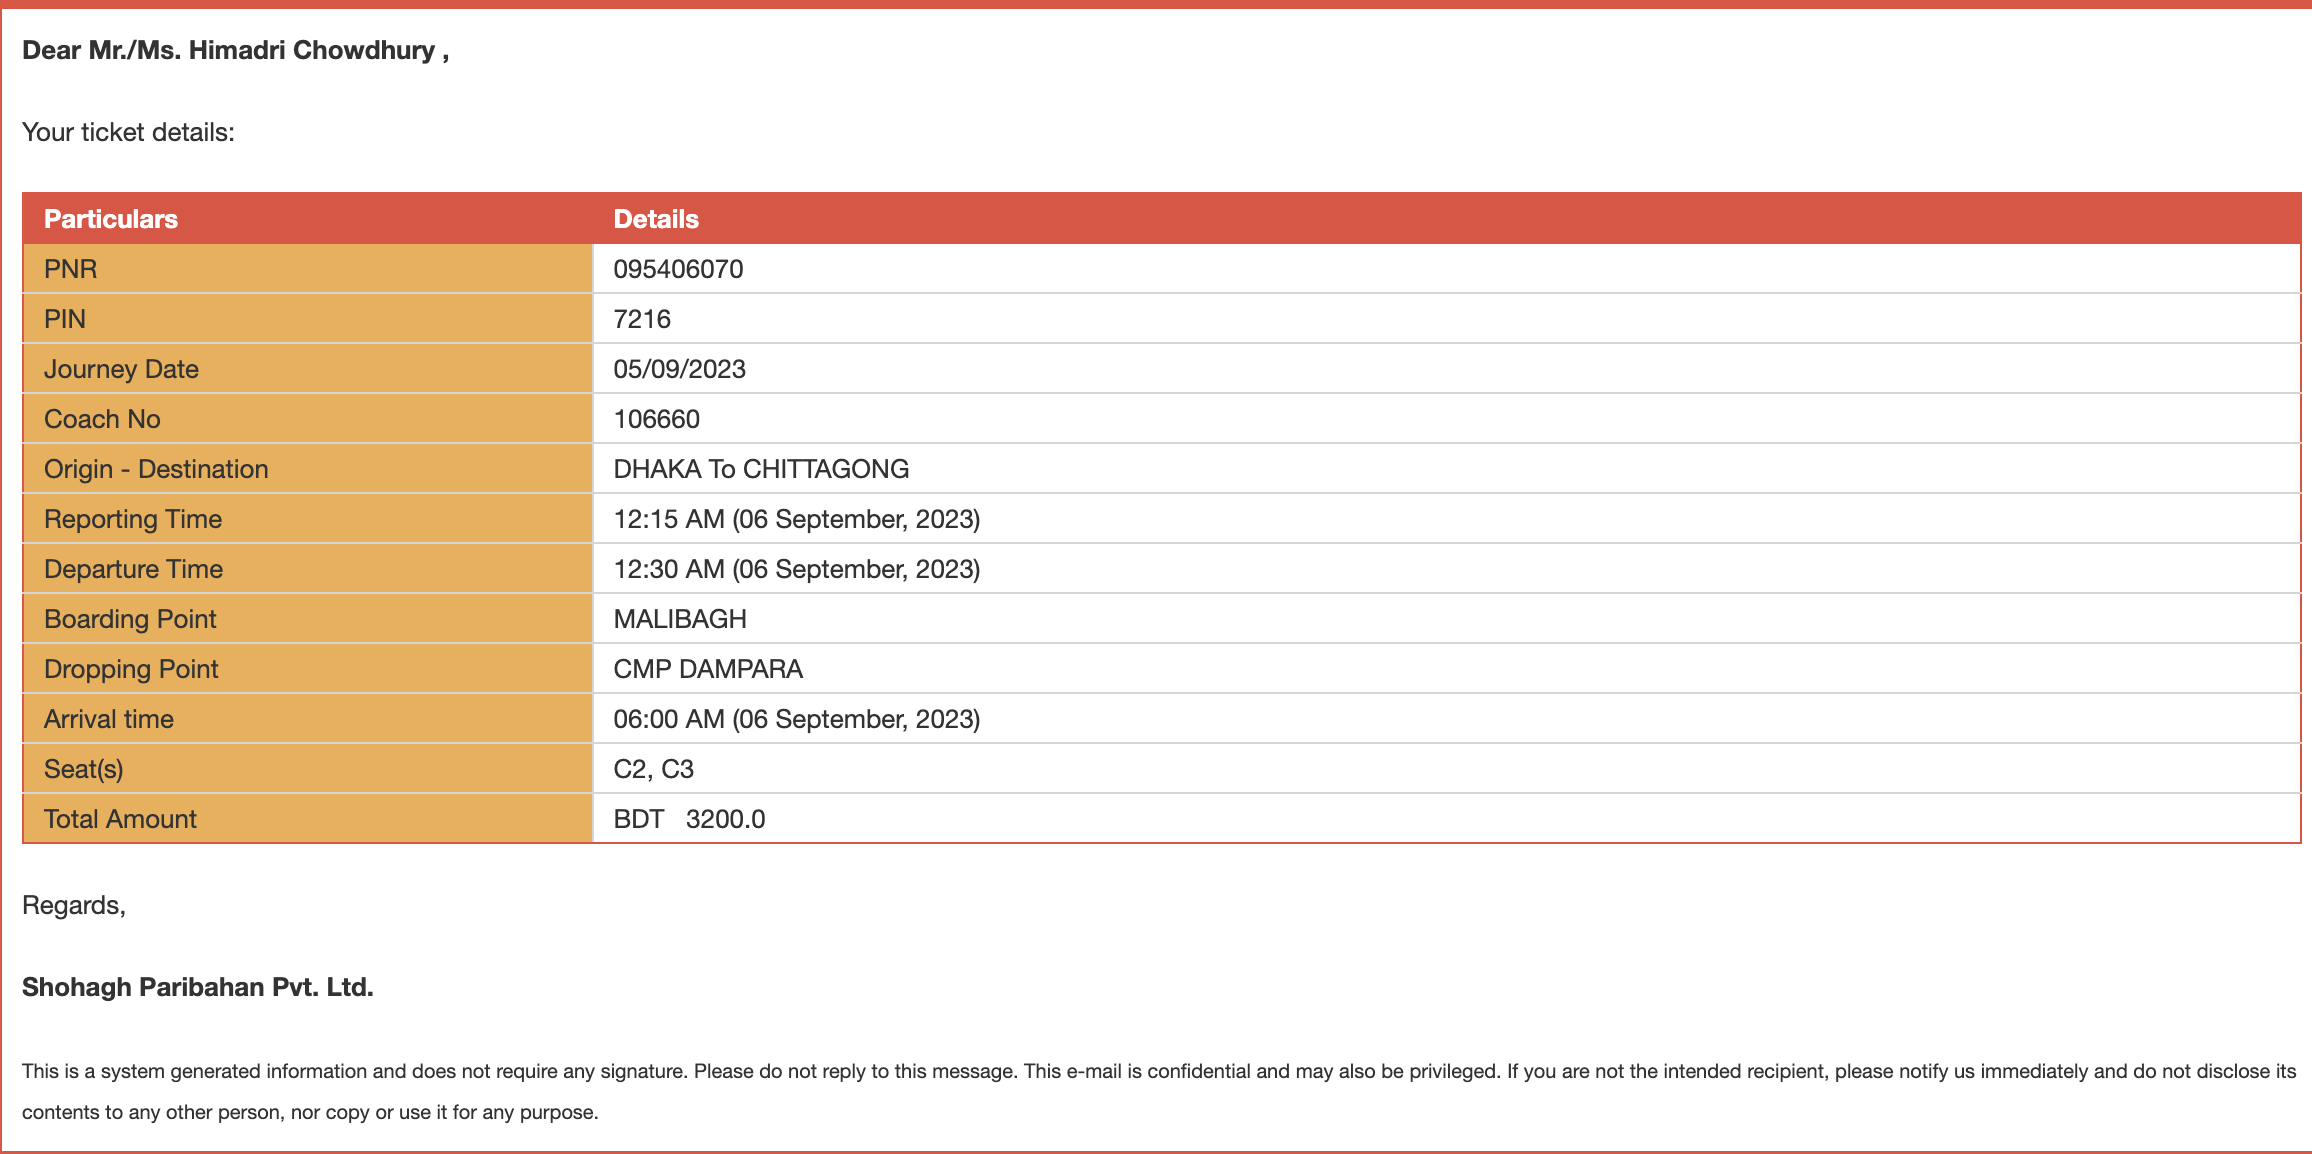 Dear Mr./Ms. Himadri Chowdhury ,
Your ticket details:
Particulars Details
PNR 095406070
PIN 7216
Journey Date 05/09/2023
Coach No 106660
Origin - Destination DHAKA To CHITTAGONG
Reporting Time 12:15 AM (06 September, 2023)
Departure Time 12:30 AM (06 September, 2023)
Boarding Point MALIBAGH
Dropping Point CMP DAMPARA
Arrival time 06:00 AM (06 September, 2023)
Seat(s) C2, C3
Total Amount BDT 3200.0
Regards,
Shohagh Paribahan Pvt. Ltd.
This is a system generated information and does not require any signature. Please do not reply to this message. This e-mail is confidential and may also be privileged. If you are not the intended recipient, please notify us immediately and do not disclose its
contents to any other person, nor copy or use it for any purpose.